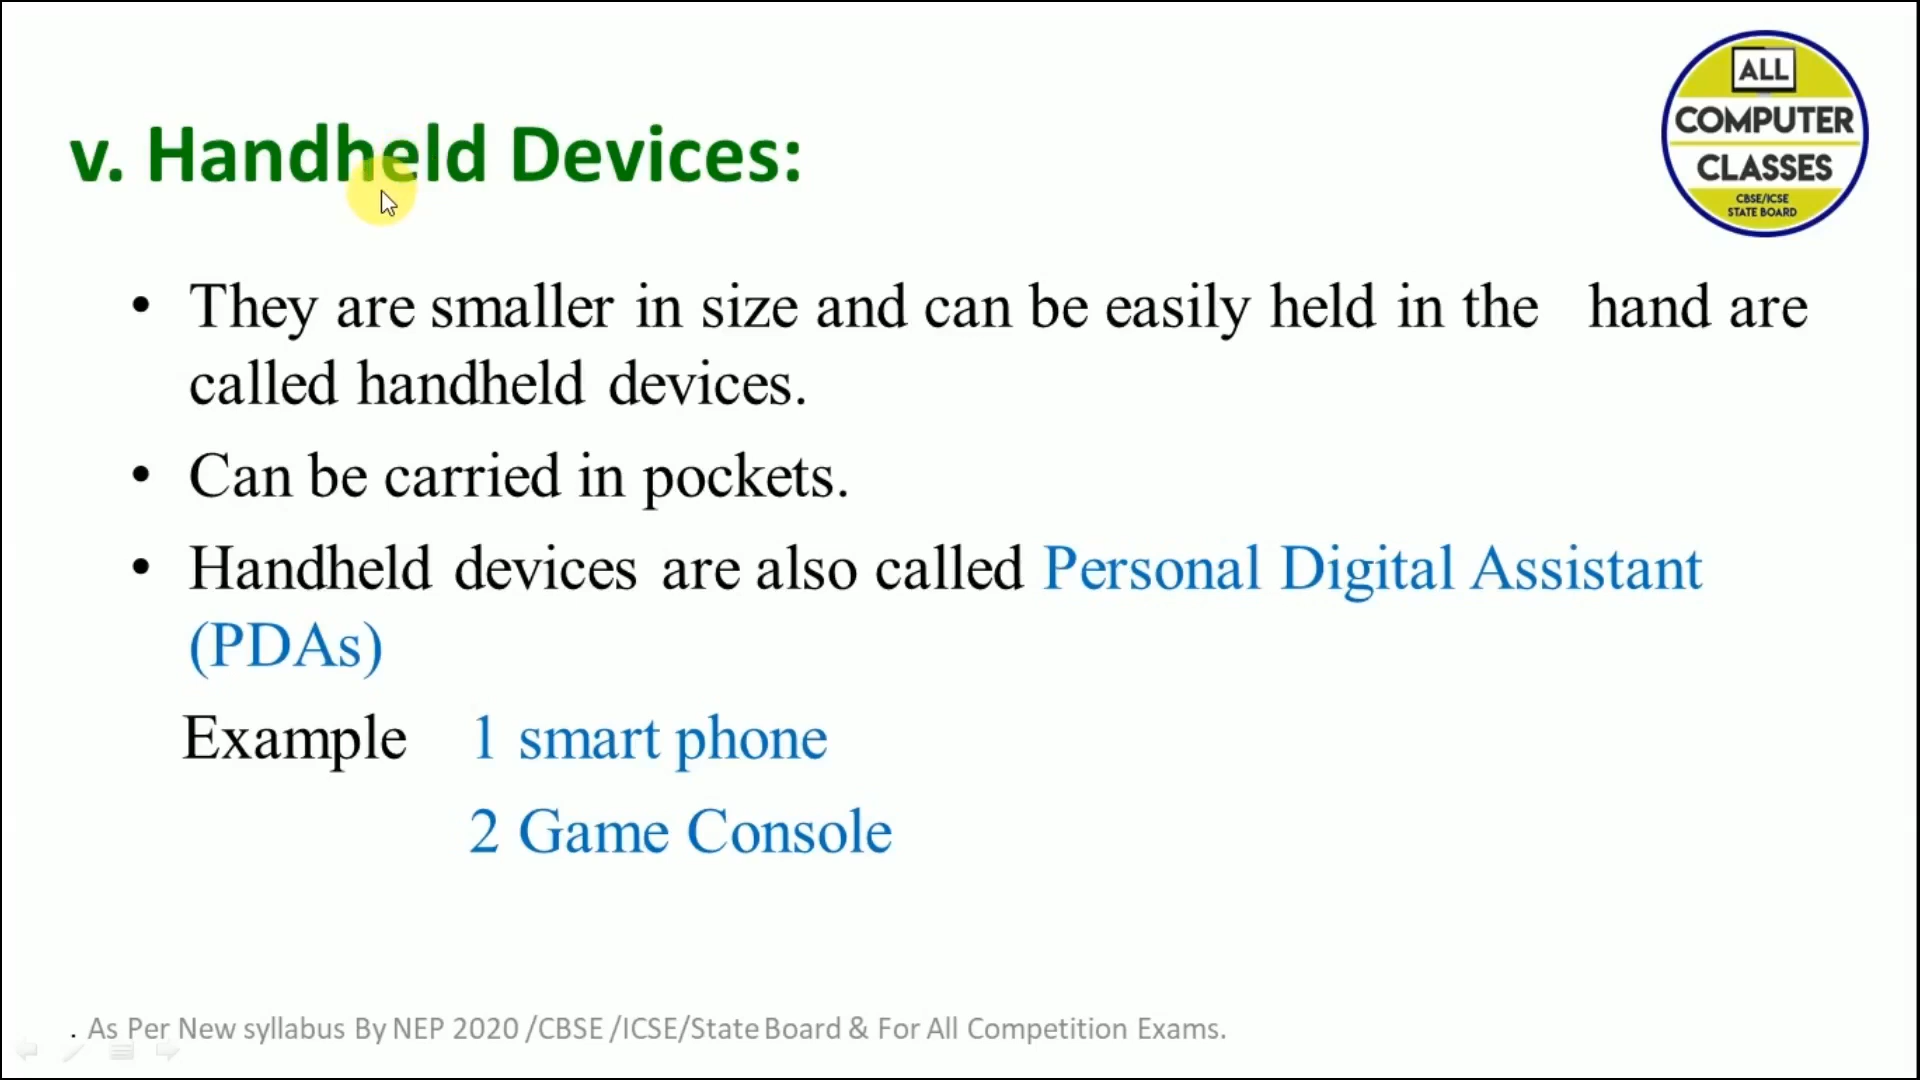 ALL
COMPUTER
CLASSES
CBSE/ICSE
STATE BOARD
v. Handheld Devices:
• They are smaller in size and can be easily held in the hand are
called handheld devices.
• Can be carried in pockets.
• Handheld devices are also called Personal Digital Assistant
(PDAs)
Example 1 smart phone
2 Game Console
. As Per New syllabus By NEP 2020 /CBSE /ICSE/State Board & For All Competition Exams.